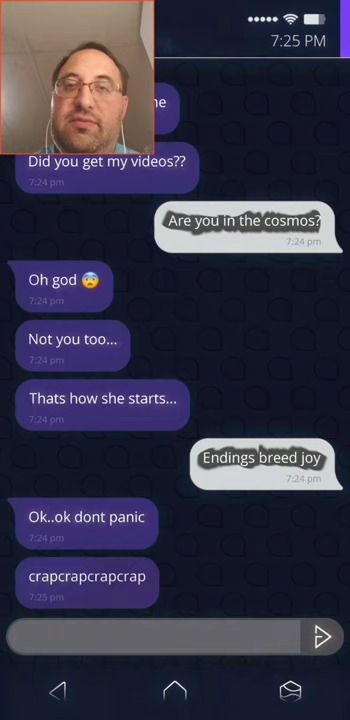 7:25 PM
me
Did you get my videos??
7:24 pm
Are you in the cosmos?
7:24 pm
Oh god 😨
7:24 pm
Not you too...
7:24 pm
Thats how she starts...
7:24 pm
Endings breed joy
7:24 pm
Ok..ok dont panic
7:24 pm
crapcrapcrapcrap
7:25 pm